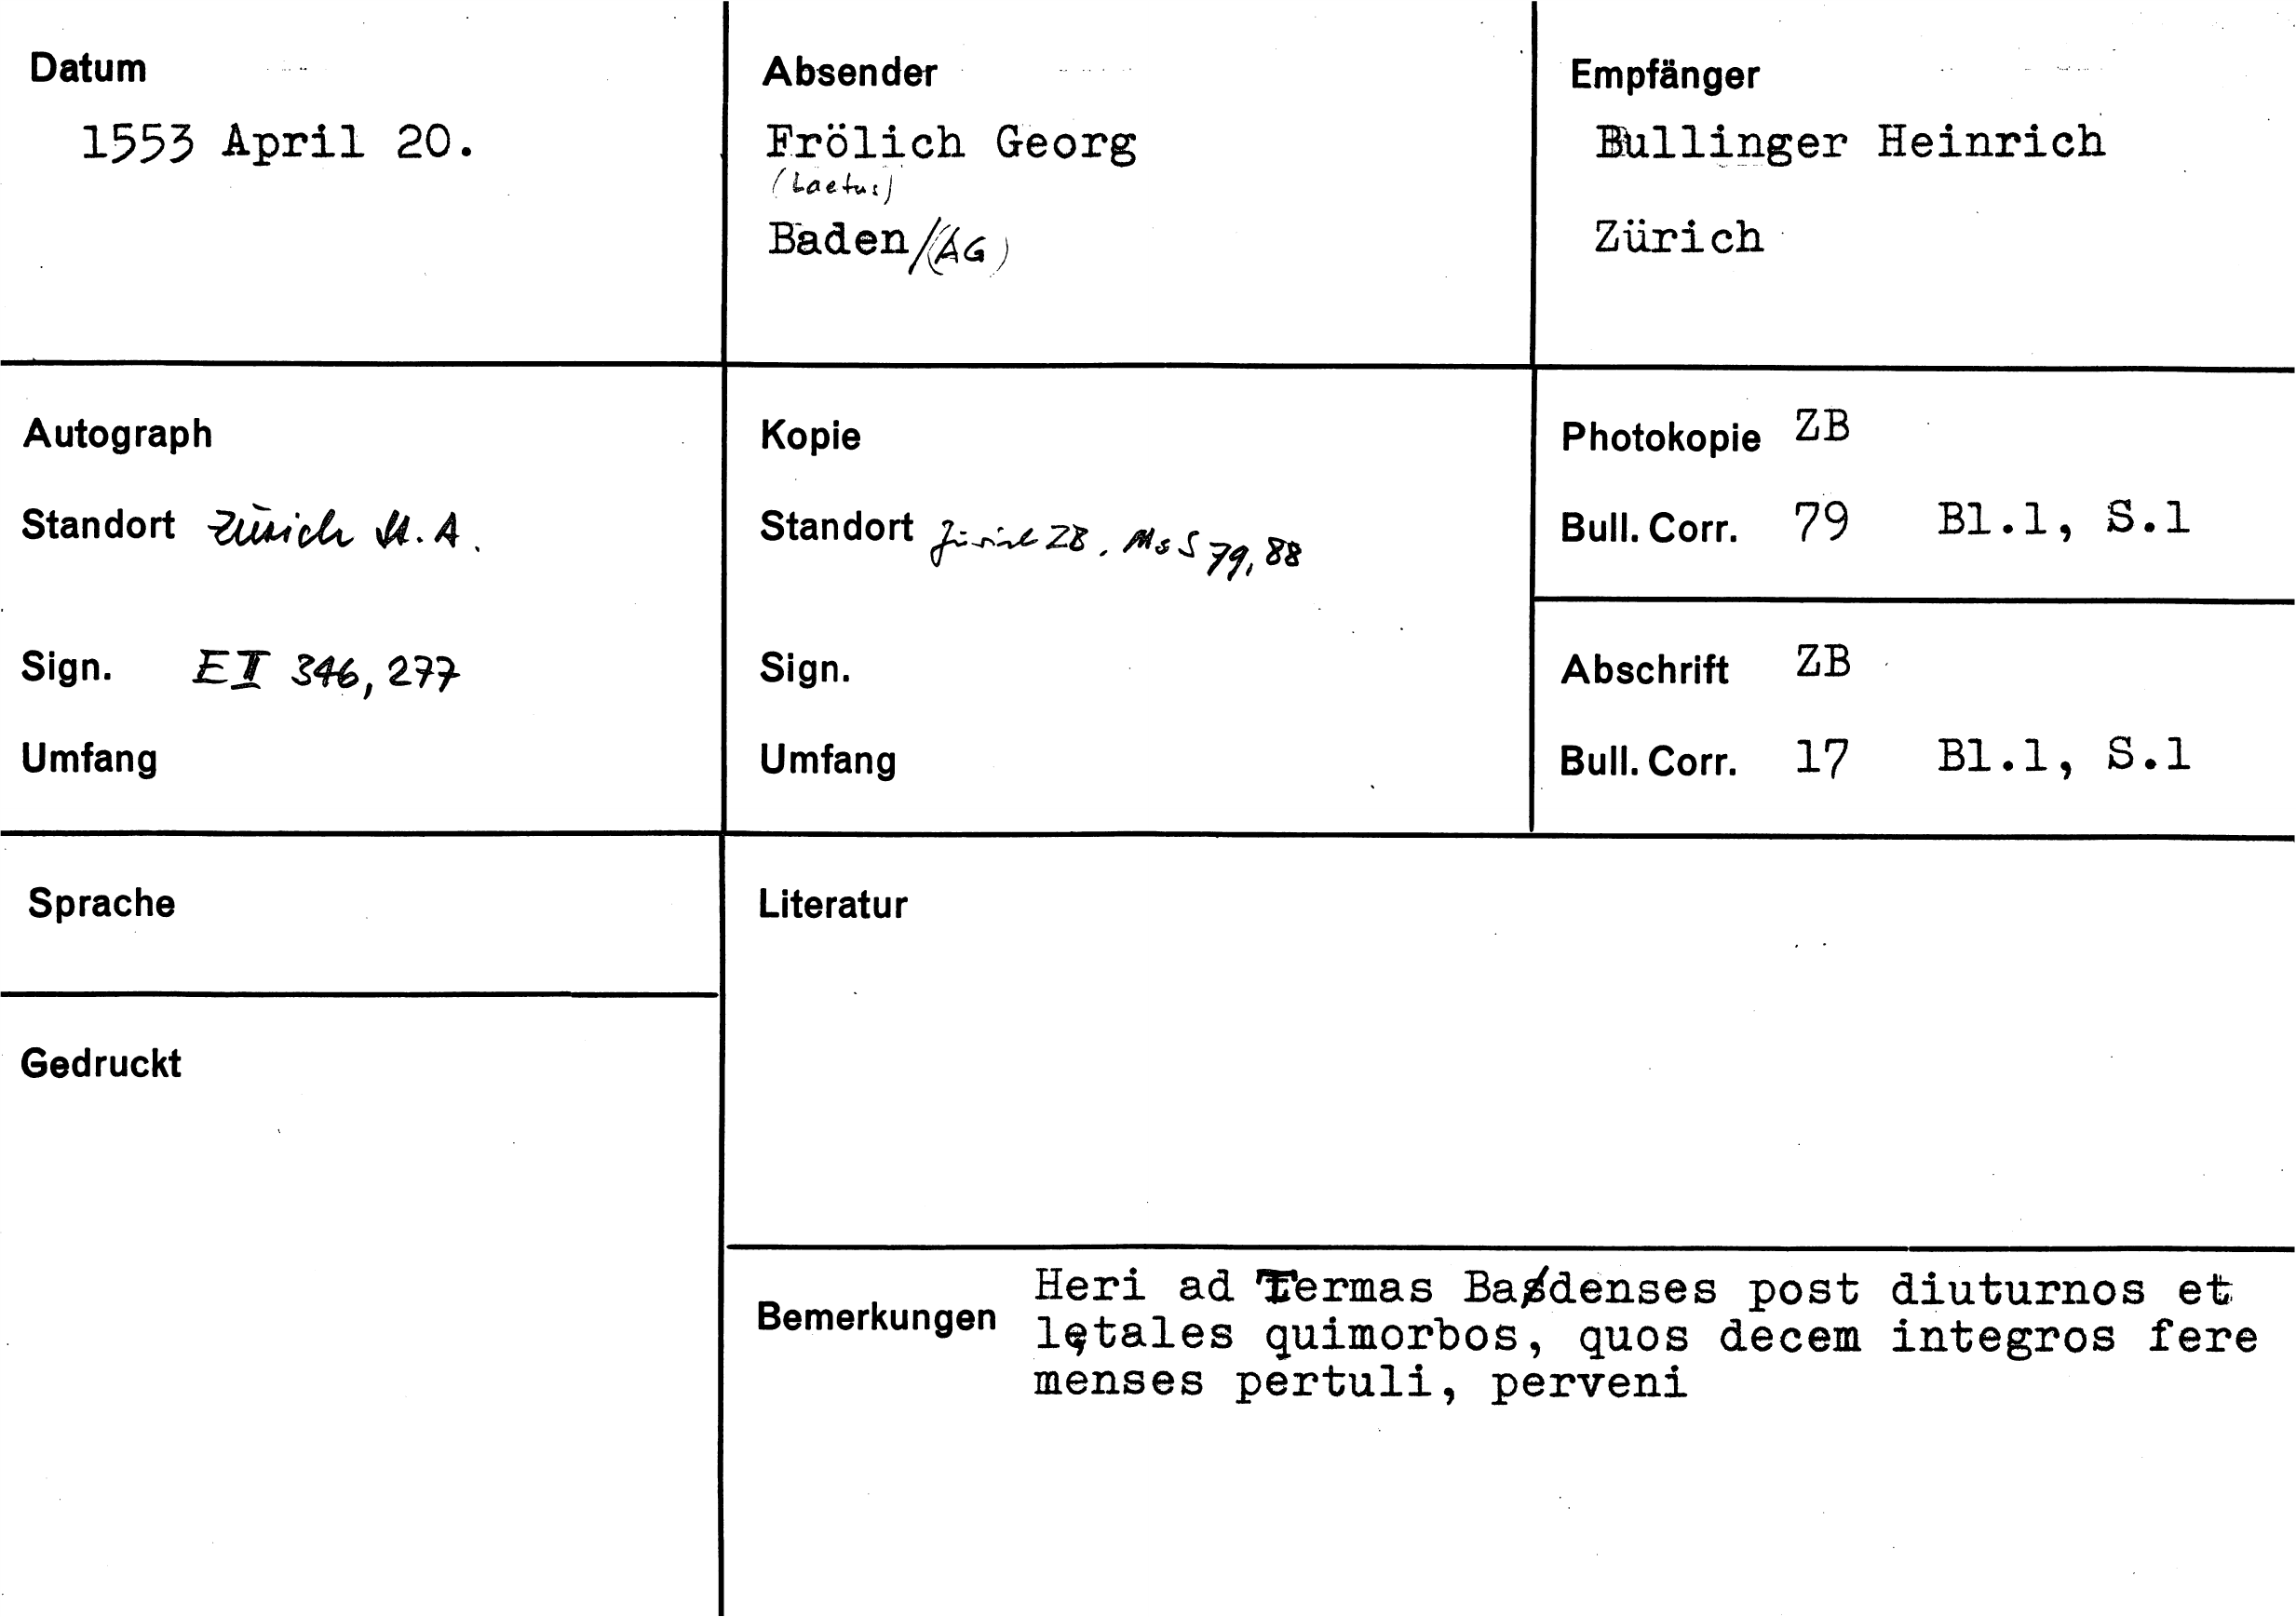 Datum
1553 April 20.
Absender
Frölich Georg
(Laetus)
Baden/(AG)
Empfänger
Bullinger Heinrich
Zürich
Autograph
Standort Zürich St.A.
Sign. E II 346, 277
Umfang
Kopie
Standort Zürich ZB. Ms S 79, 88
Sign.
Umfang
Photokopie ZB
Bull. Corr. 79 Bl.1, S.1
Abschrift ZB
Bull. Corr. 17 Bl.1, S.1
Sprache
Gedruckt
Literatur
Bemerkungen
Heri ad Termas Badenses post diuturnos et
lętales quimorbos, quos decem integros fere
menses pertuli, perveni